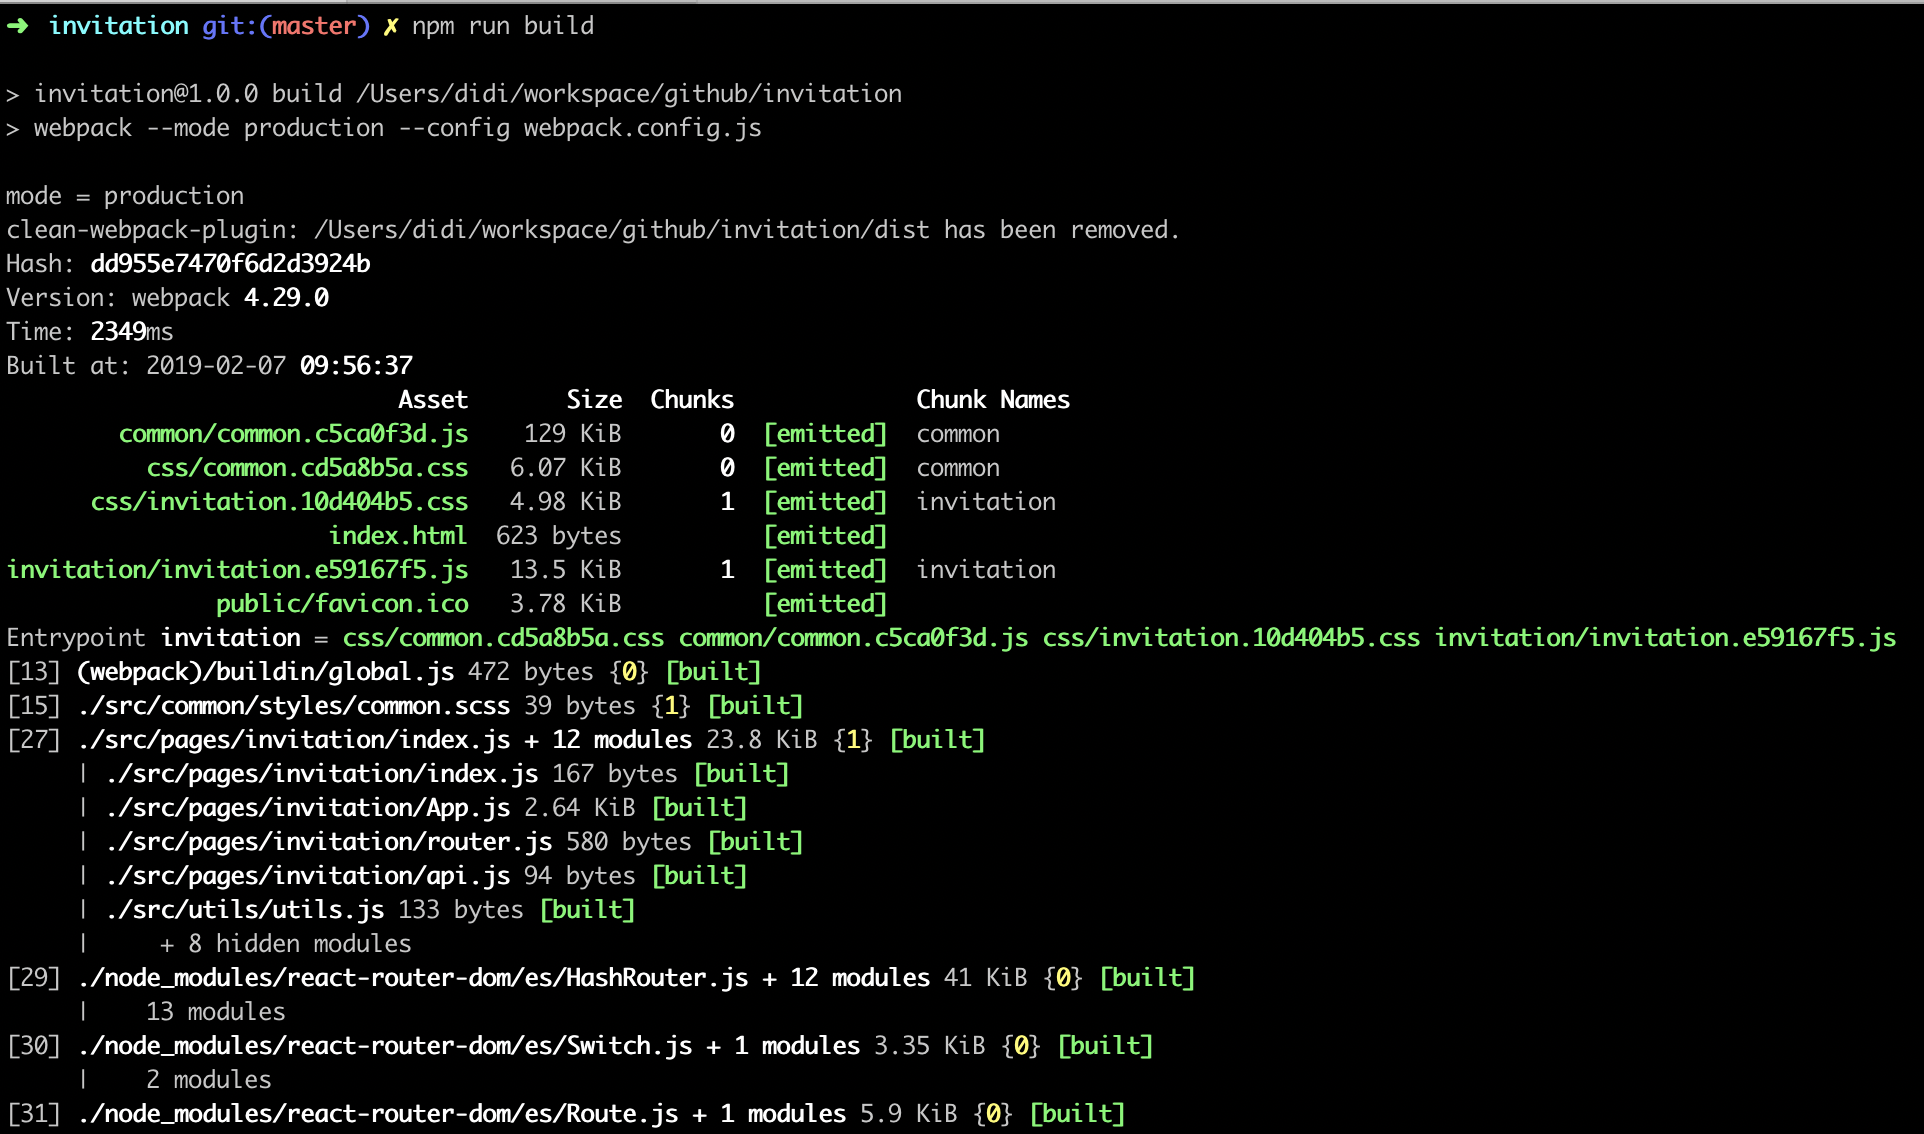 ➜ invitation git:(master) ✗ npm run build
> invitation@1.0.0 build /Users/didi/workspace/github/invitation
> webpack --mode production --config webpack.config.js
mode = production
clean-webpack-plugin: /Users/didi/workspace/github/invitation/dist has been removed.
Hash: dd955e7470f6d2d3924b
Version: webpack 4.29.0
Time: 2349ms
Built at: 2019-02-07 09:56:37
Asset Size Chunks Chunk Names
common/common.c5ca0f3d.js 129 KiB 0 [emitted] common
css/common.cd5a8b5a.css 6.07 KiB 0 [emitted] common
css/invitation.10d404b5.css 4.98 KiB 1 [emitted] invitation
index.html 623 bytes [emitted]
invitation/invitation.e59167f5.js 13.5 KiB 1 [emitted] invitation
public/favicon.ico 3.78 KiB [emitted]
Entrypoint invitation = css/common.cd5a8b5a.css common/common.c5ca0f3d.js css/invitation.10d404b5.css invitation/invitation.e59167f5.js
[13] (webpack)/buildin/global.js 472 bytes {0} [built]
[15] ./src/common/styles/common.scss 39 bytes {1} [built]
[27] ./src/pages/invitation/index.js + 12 modules 23.8 KiB {1} [built]
| ./src/pages/invitation/index.js 167 bytes [built]
| ./src/pages/invitation/App.js 2.64 KiB [built]
| ./src/pages/invitation/router.js 580 bytes [built]
| ./src/pages/invitation/api.js 94 bytes [built]
| ./src/utils/utils.js 133 bytes [built]
| + 8 hidden modules
[29] ./node_modules/react-router-dom/es/HashRouter.js + 12 modules 41 KiB {0} [built]
| 13 modules
[30] ./node_modules/react-router-dom/es/Switch.js + 1 modules 3.35 KiB {0} [built]
| 2 modules
[31] ./node_modules/react-router-dom/es/Route.js + 1 modules 5.9 KiB {0} [built]